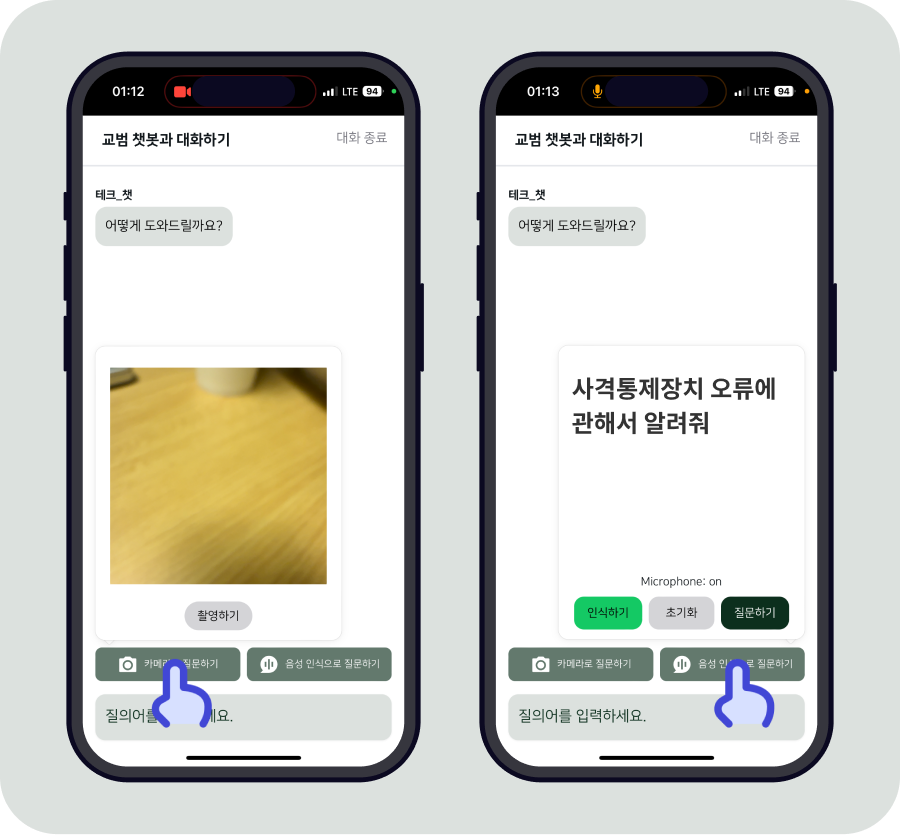 01:12
LTE 94
교범 챗봇과 대화하기
대화 종료
테크_챗
어떻게 도와드릴까요?
촬영하기
카메라로 질문하기
음성 인식으로 질문하기
질의어를 세요.
01:13
LTE 94
교범 챗봇과 대화하기
대화 종료
테크_챗
어떻게 도와드릴까요?
사격통제장치 오류에
관해서 알려줘
Microphone: on
인식하기
초기화
질문하기
카메라로 질문하기
음성 인식으로 질문하기
질의어를 입력하세요.